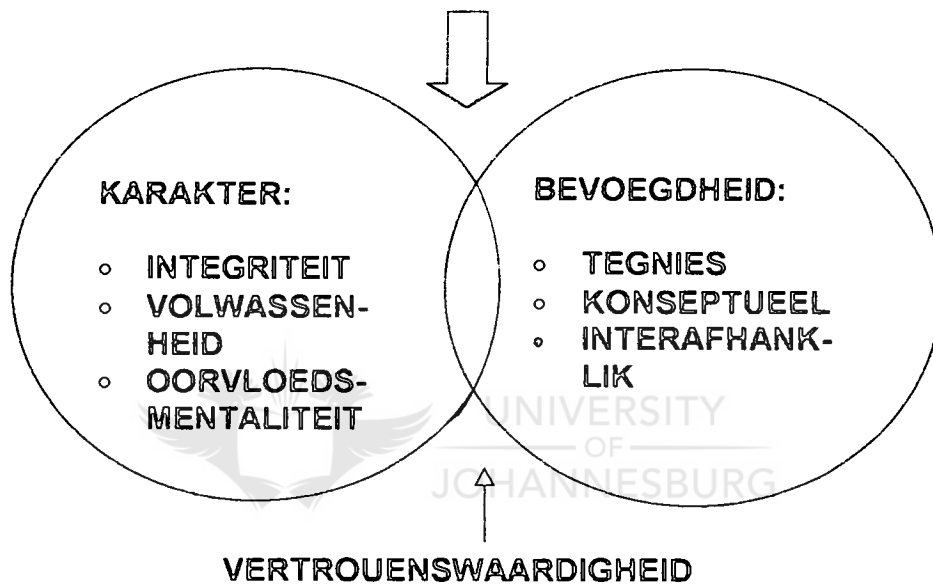 KARAKTER:
○ INTEGRITEIT
○ VOLWASSEN-
HEID
○ OORVLOEDS-
MENTALITEIT
BEVOEGDHEID:
○ TEGNIES
○ KONSEPTUEEL
○ INTERAFHANK-
LIK
UNIVERSITY
OF
JOHANNESBURG
VERTROUENSWAARDIGHEID